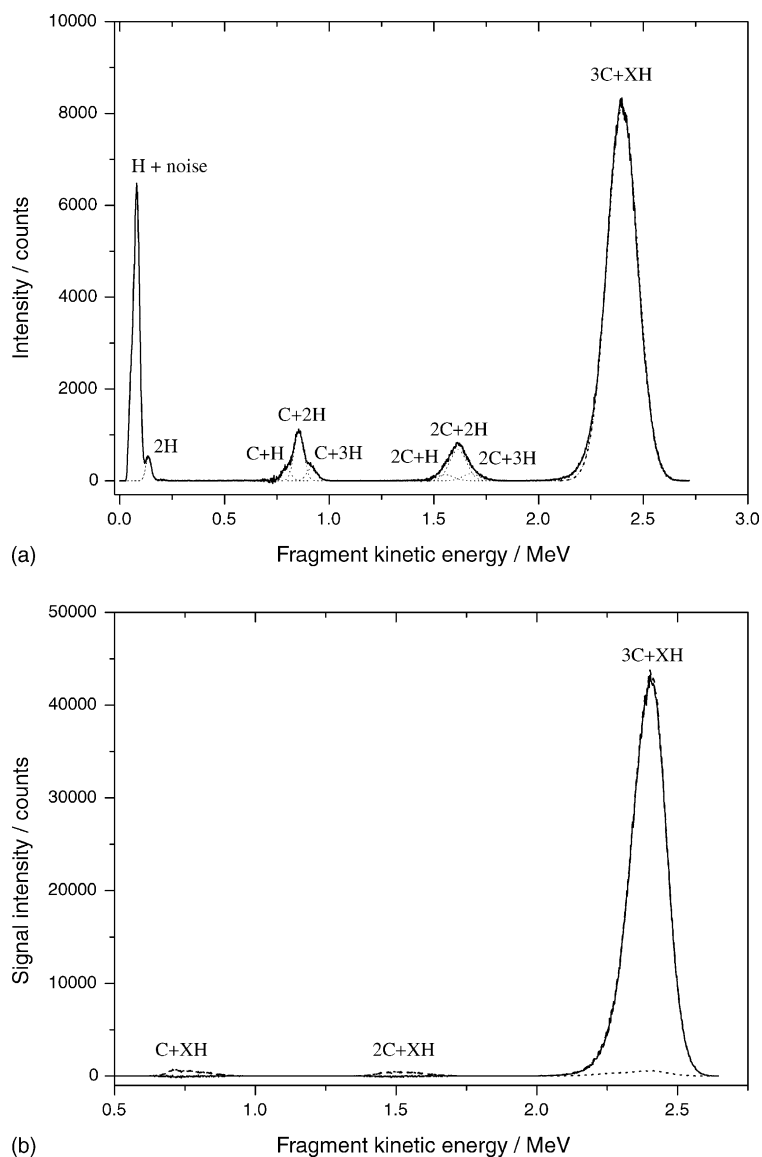 10000
3C+XH
8000
H + noise
6000
Intensity / counts
4000
2000
2H
C+2H
C+H
C+3H
2C+2H
2C+H
2C+3H
0
0.0 0.5 1.0 1.5 2.0 2.5 3.0
(a)
Fragment kinetic energy / MeV
50000
3C+XH
40000
30000
Signal intensity / counts
20000
10000
C+XH
2C+XH
0
0.5 1.0 1.5 2.0 2.5
(b)
Fragment kinetic energy / MeV